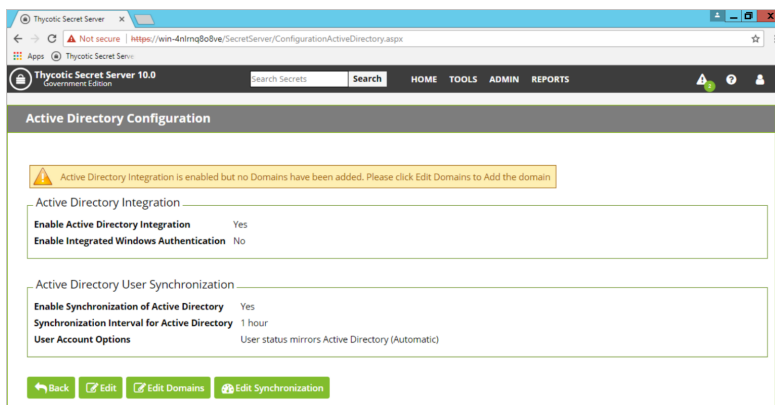 Thycotic Secret Server
Not secure https://win-4nlrnq8o8ve/SecretServer/ConfigurationActiveDirectory.aspx
Apps Thycotic Secret Serve
Thycotic Secret Server 10.0
Government Edition
Search Secrets Search HOME TOOLS ADMIN REPORTS 2
Active Directory Configuration
Active Directory Integration is enabled but no Domains have been added. Please click Edit Domains to Add the domain
Active Directory Integration
Enable Active Directory Integration Yes
Enable Integrated Windows Authentication No
Active Directory User Synchronization
Enable Synchronization of Active Directory Yes
Synchronization Interval for Active Directory 1 hour
User Account Options User status mirrors Active Directory (Automatic)
Back Edit Edit Domains Edit Synchronization